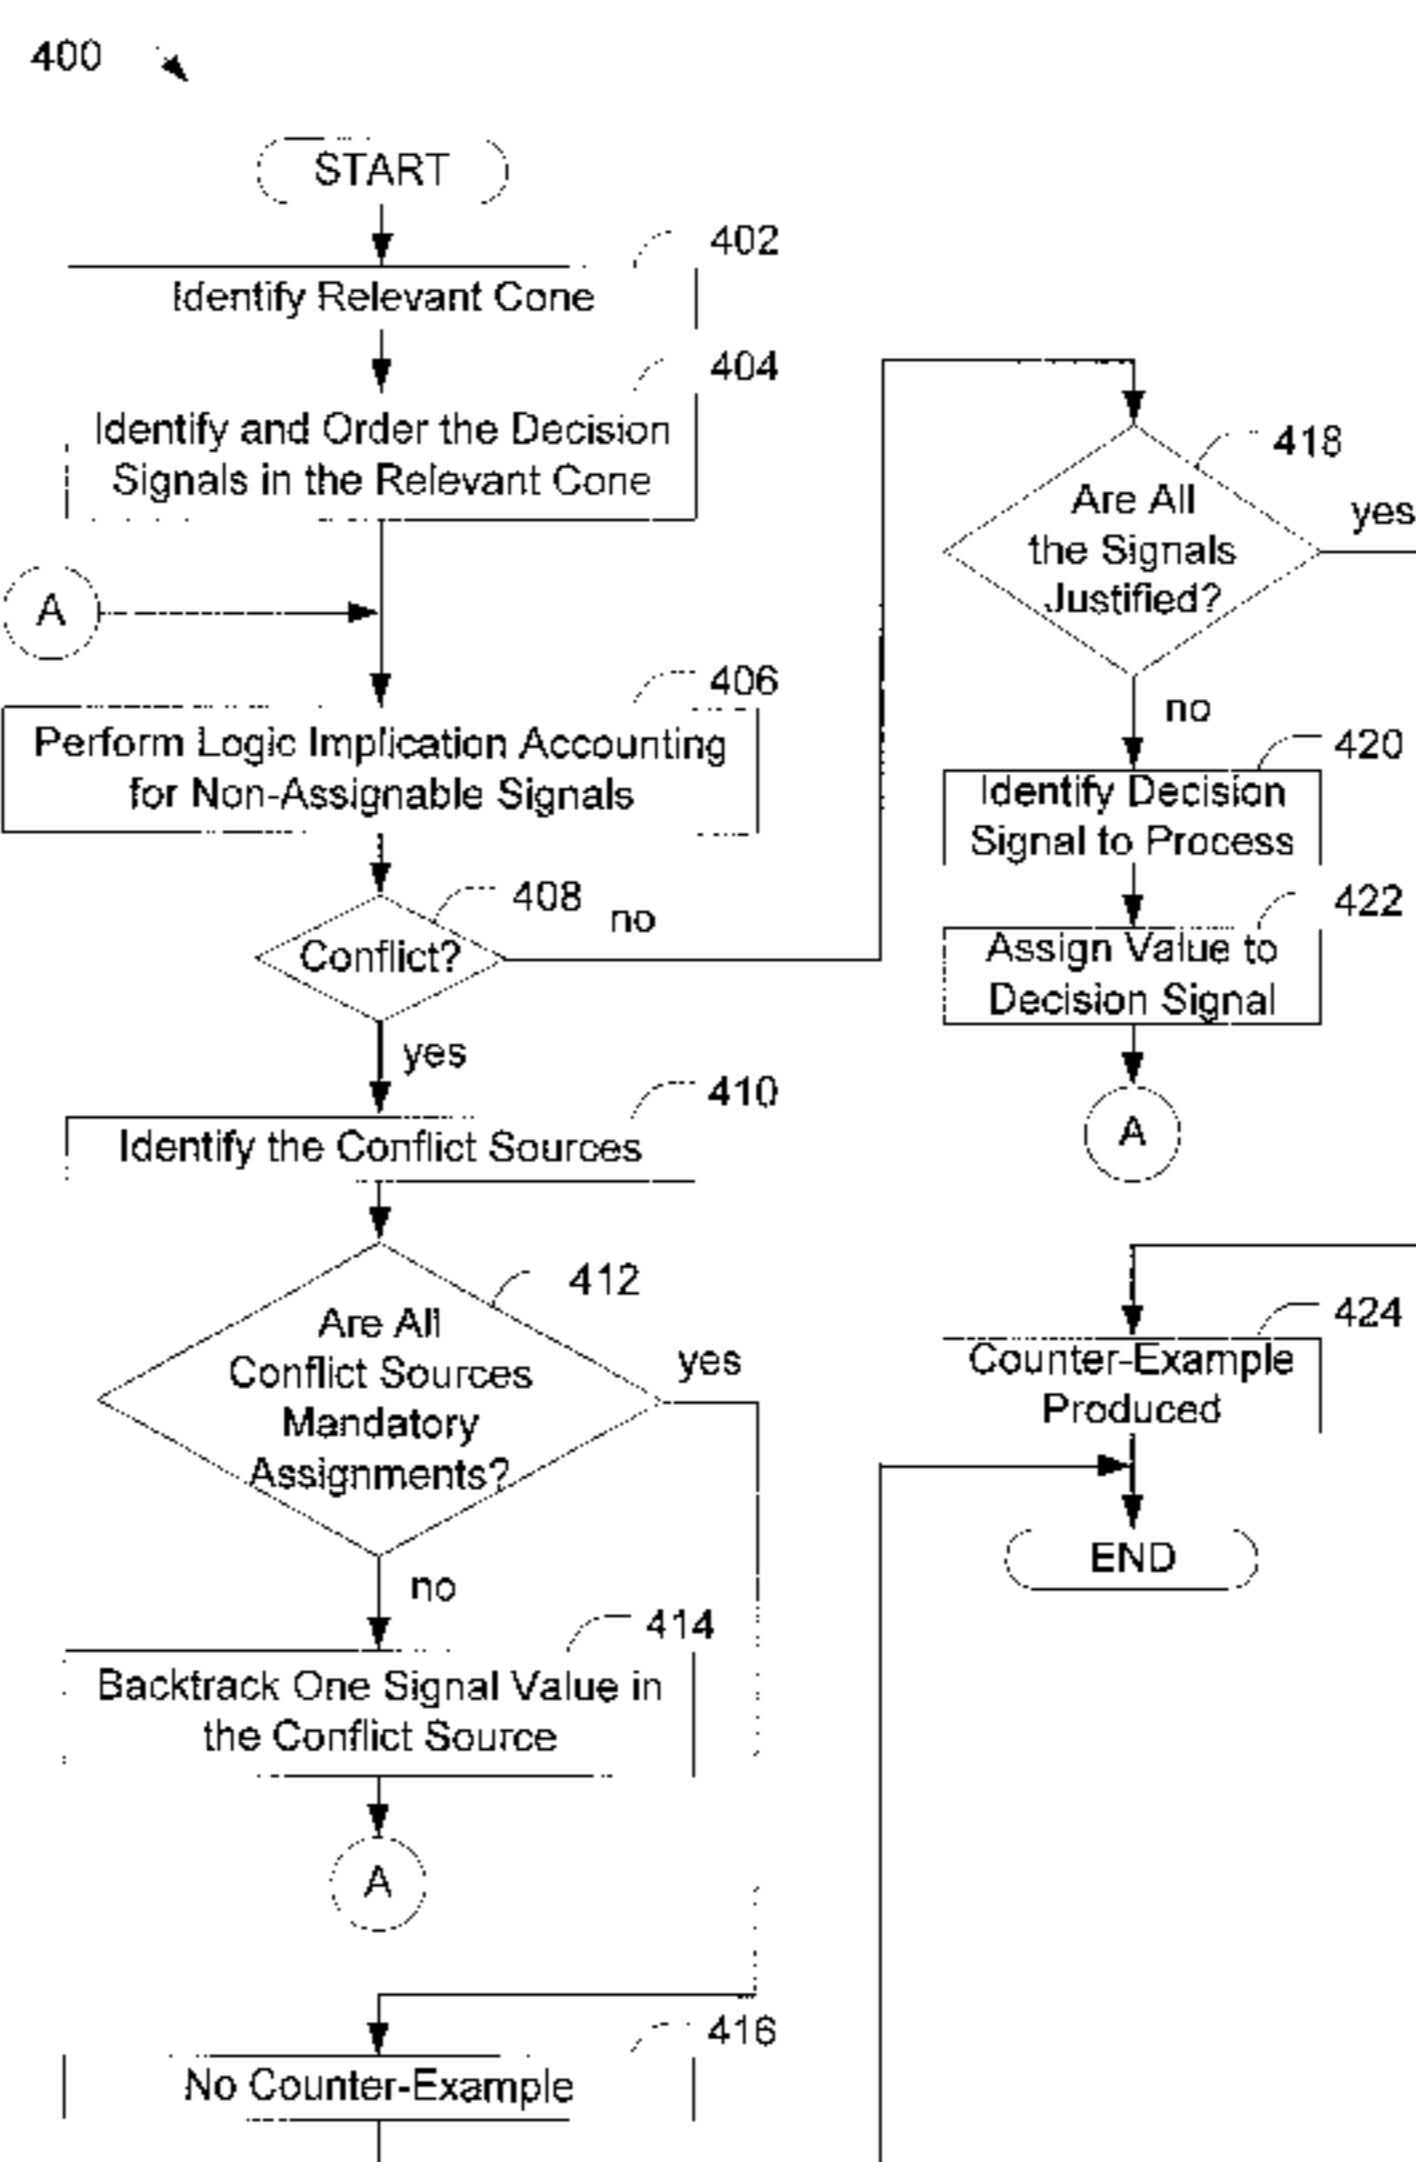 400
START
402
Identify Relevant Cone
404
Identify and Order the Decision
Signals in the Relevant Cone
A
406
Perform Logic Implication Accounting
for Non-Assignable Signals
408
no
Conflict?
yes
410
Identify the Conflict Sources
412
Are All
Conflict Sources
Mandatory
Assignments?
yes
no
414
Backtrack One Signal Value in
the Conflict Source
A
416
No Counter-Example
418
Are All
the Signals
Justified?
yes
no
420
Identify Decision
Signal to Process
422
Assign Value to
Decision Signal
A
424
Counter-Example
Produced
END